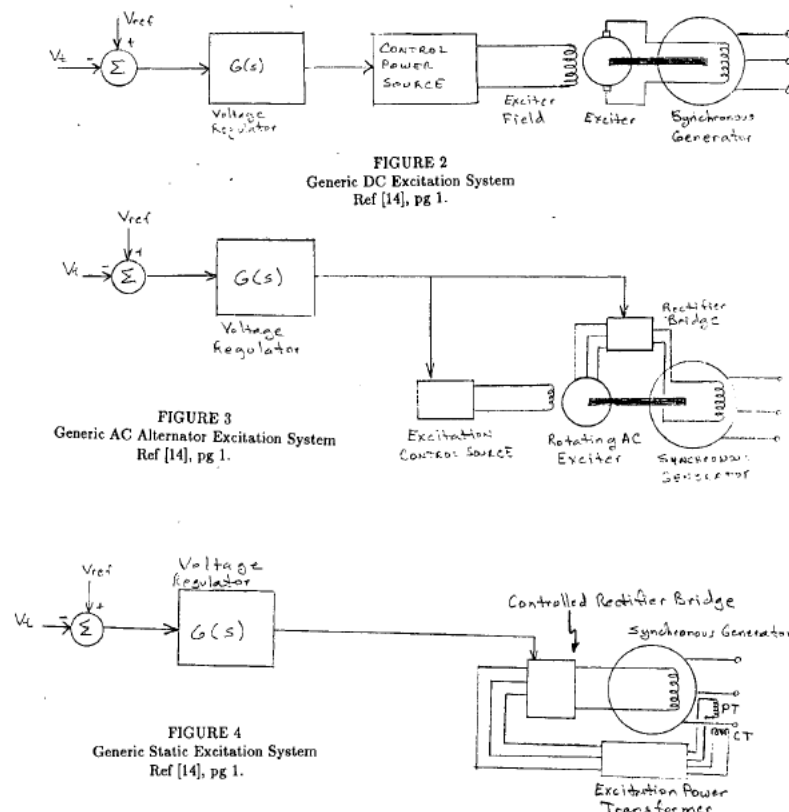 Vref
+
Vt
-
Σ
G(s)
Voltage
Regulator
CONTROL
POWER
SOURCE
Exciter
Field
Exciter
Synchronous
Generator
FIGURE 2
Generic DC Excitation System
Ref [14], pg 1.
Vref
+
Vt
-
Σ
G(s)
Voltage
Regulator
Rectifier
Bridge
FIGURE 3
Generic AC Alternator Excitation System
Ref [14], pg 1.
Excitation
CONTROL SOURCE
Rotating AC
Exciter
SYNCHRONOUS
GENERATOR
Voltage
Regulator
Vref
+
Vt
-
Σ
G(s)
Controlled Rectifier Bridge
Synchronous Generator
PT
CT
FIGURE 4
Generic Static Excitation System
Ref [14], pg 1.
Excitation Power
Transformer